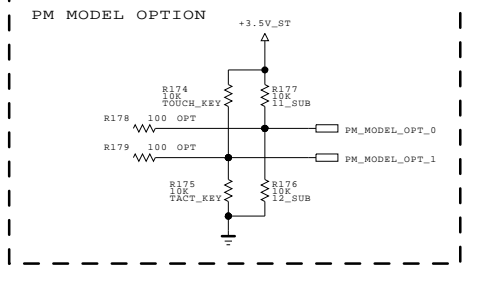 PM MODEL OPTION
+3.5V_ST
R174
10K
TOUCH_KEY
R177
10K
11_SUB
R178 100 OPT
PM_MODEL_OPT_0
R179 100 OPT
PM_MODEL_OPT_1
R175
10K
TACT_KEY
R176
10K
12_SUB